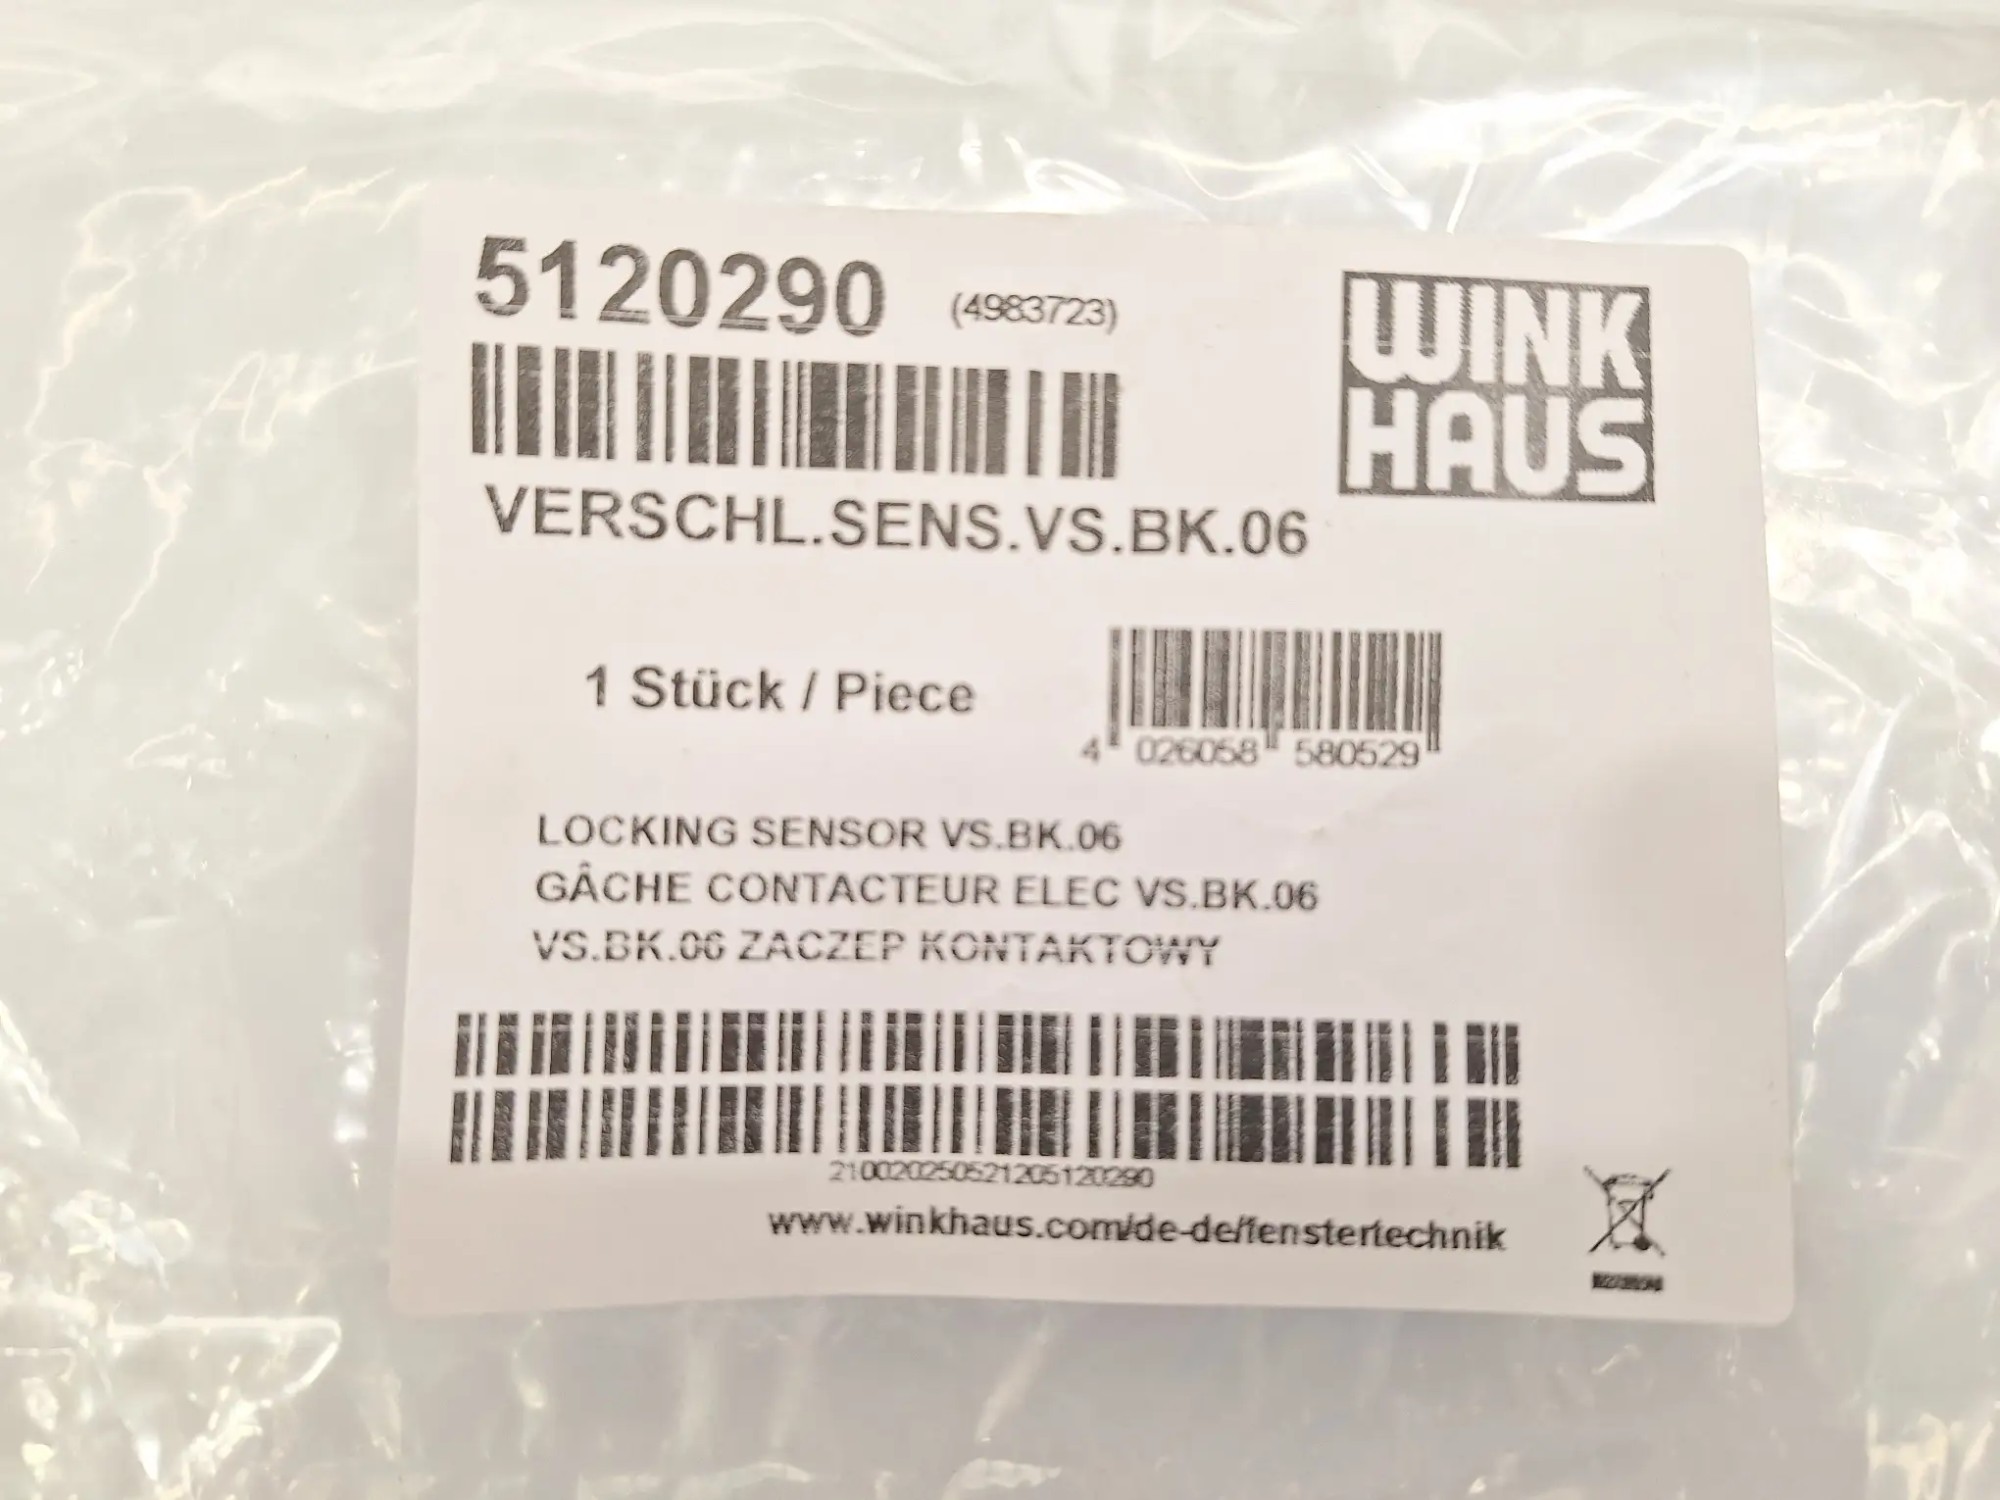 5120290 (4983723)
WINK
HAUS
VERSCHL.SENS.VS.BK.06
1 Stück / Piece
4 026058 580529
LOCKING SENSOR VS.BK.06
GÂCHE CONTACTEUR ELEC VS.BK.06
VS.BK.06 ZACZEP KONTAKTOWY
210020250521205120290
www.winkhaus.com/de-de/fenstertechnik